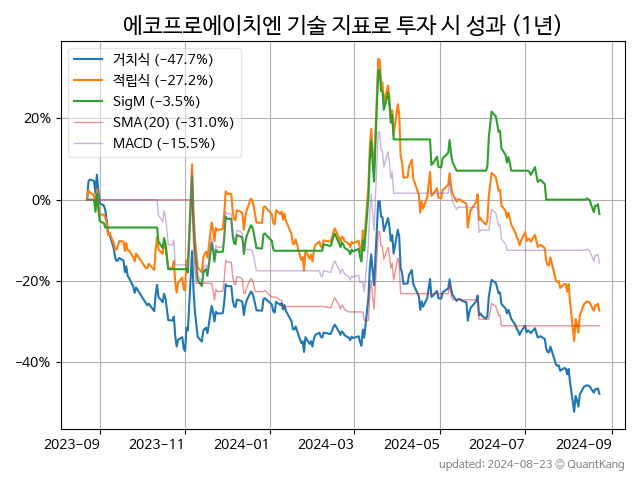 에코프로에이치엔 기술 지표로 투자 시 성과 (1년)
거치식 (−47.7%)
적립식 (−27.2%)
SigM (−3.5%)
SMA(20) (−31.0%)
MACD (−15.5%)
20%
0%
−20%
−40%
2023-09 2023-11 2024-01 2024-03 2024-05 2024-07 2024-09
updated: 2024-08-23 ⓒ QuantKang